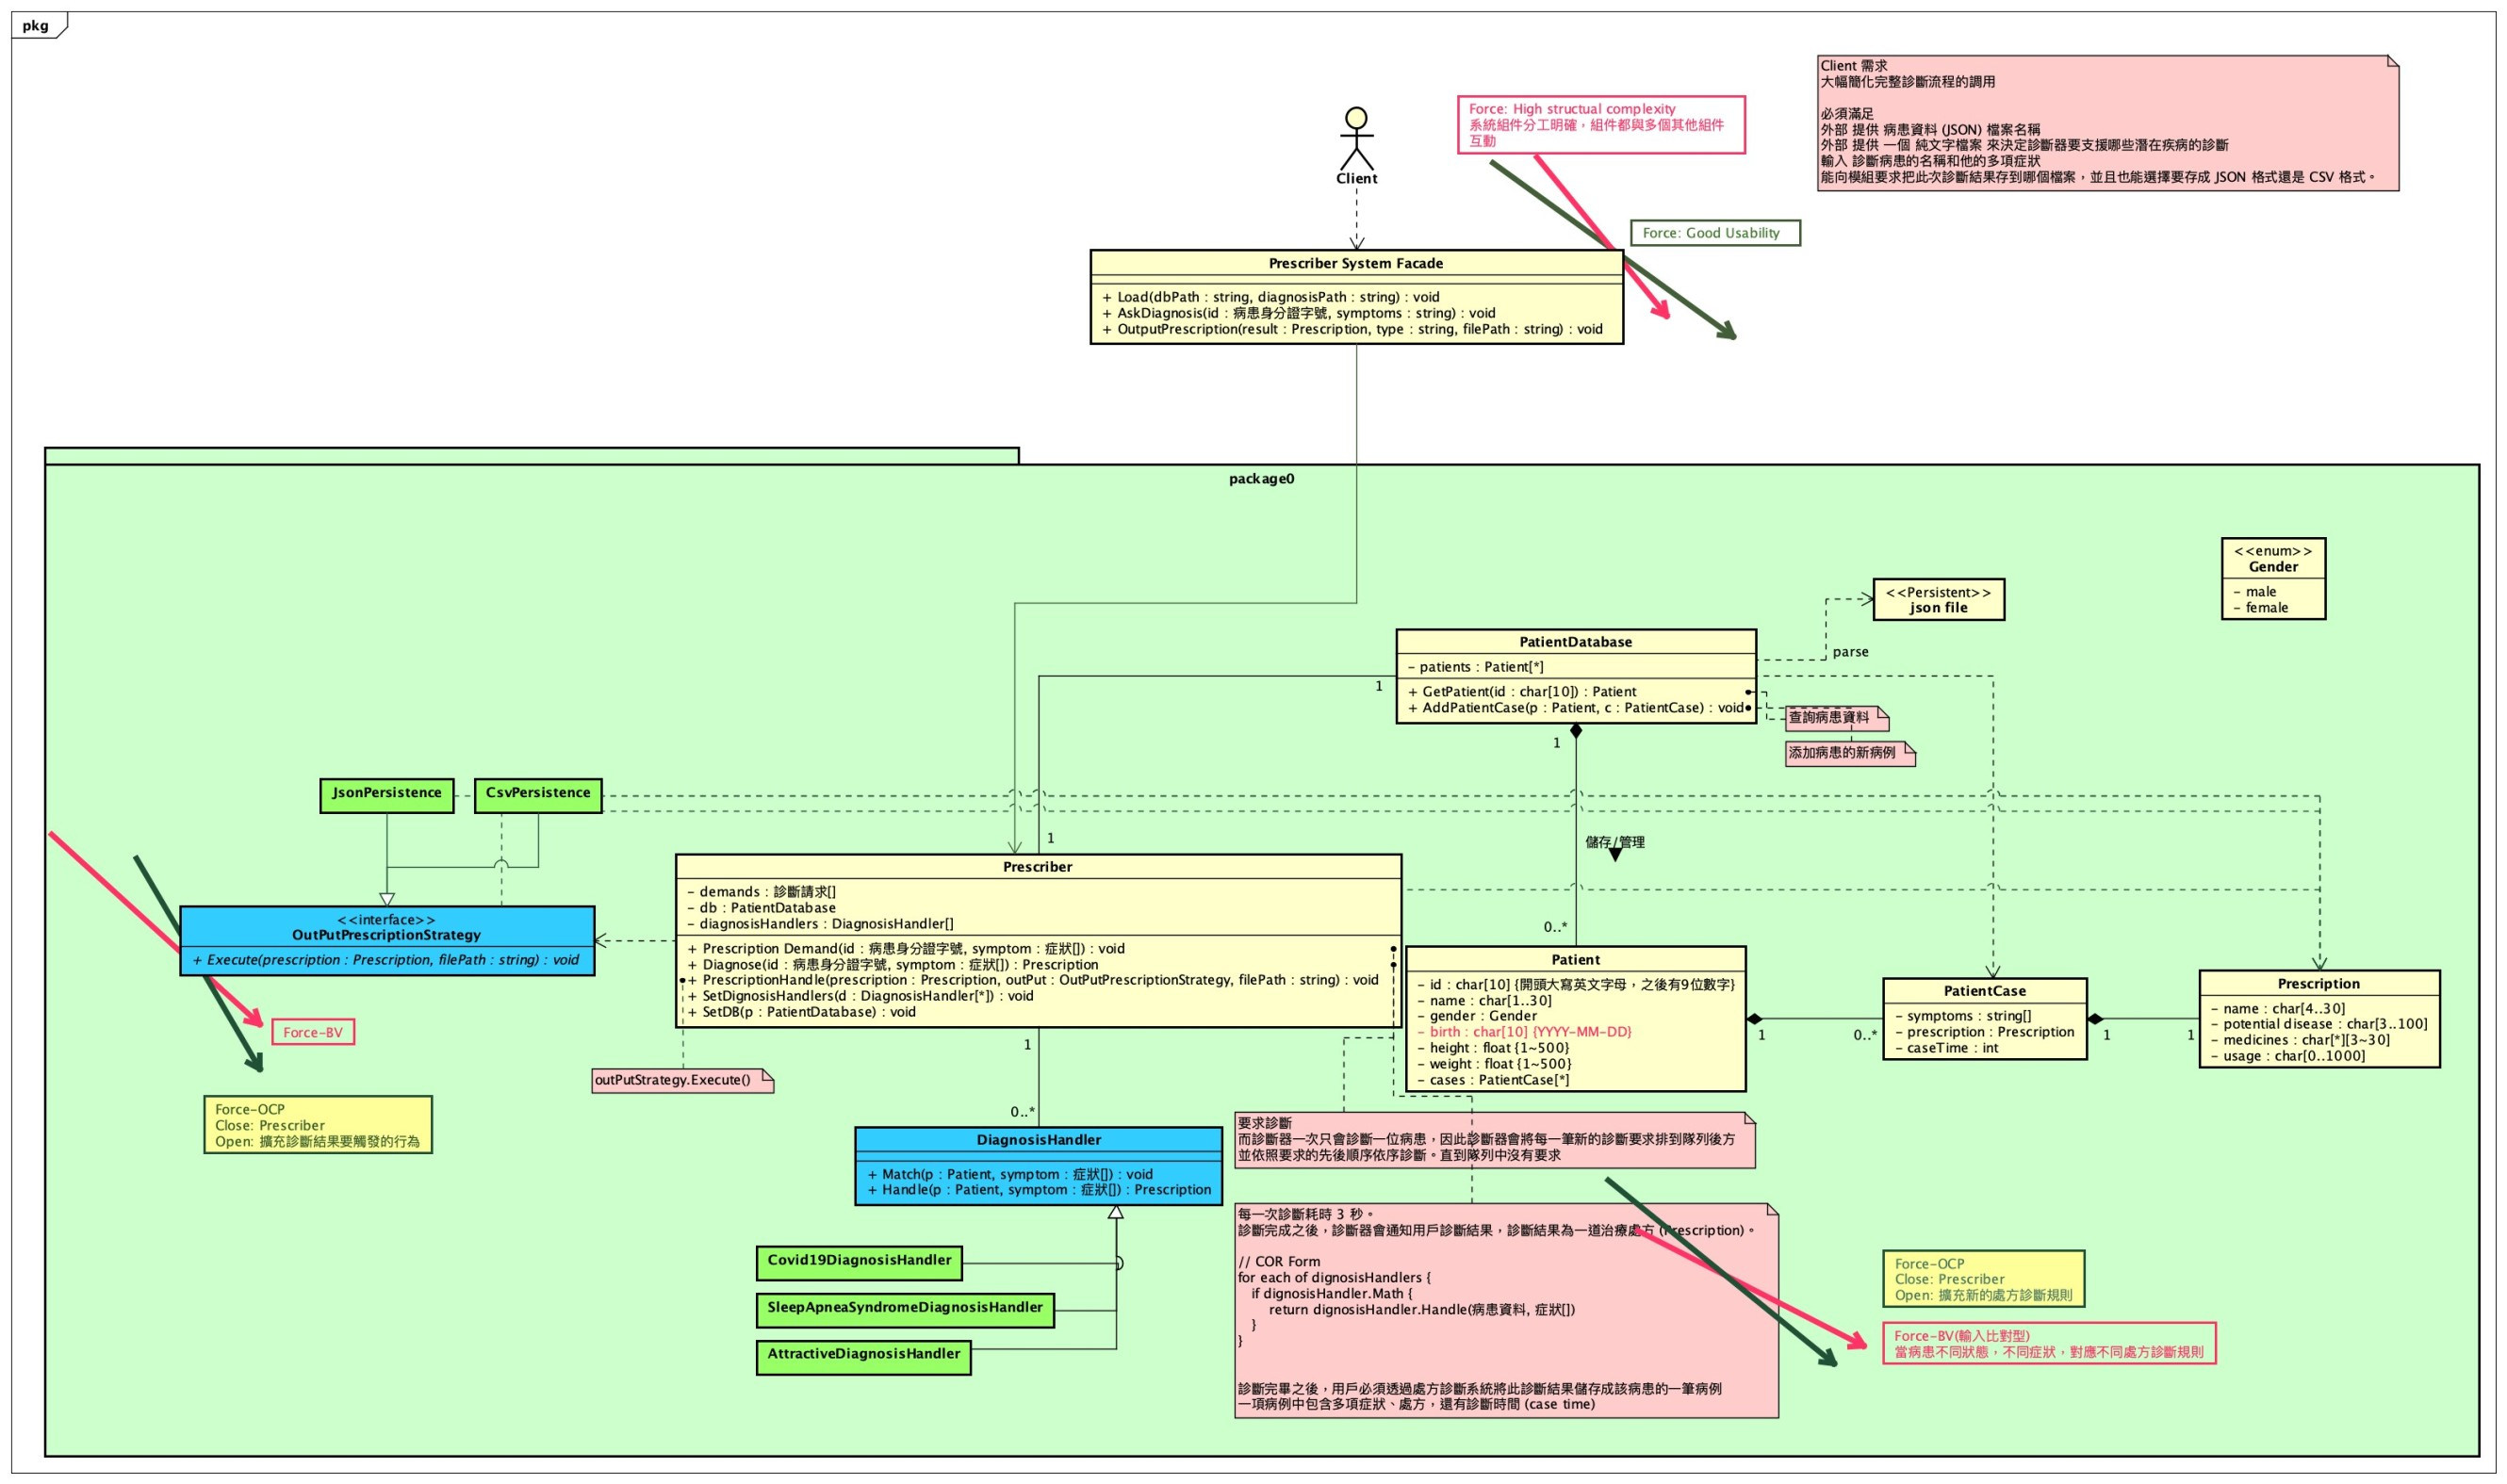 pkg
Client 需求
大幅簡化完整診斷流程的調用
必須滿足
外部 提供 病患資料 (JSON) 檔案名稱
外部 提供 一個 純文字檔案 來決定診斷器要支援哪些潛在疾病的診斷
輸入 診斷病患的名稱和他的多項症狀
能向模組要求把此次診斷結果存到哪個檔案，並且也能選擇要存成 JSON 格式還是 CSV 格式。
Force: High structual complexity
系統組件分工明確，組件都與多個其他組件
互動
Client
Force: Good Usability
Prescriber System Facade
+ Load(dbPath : string, diagnosisPath : string) : void
+ AskDiagnosis(id : 病患身分證字號, symptoms : string) : void
+ OutputPrescription(result : Prescription, type : string, filePath : string) : void
package0
<<enum>>
Gender
- male
- female
<<Persistent>>
json file
parse
PatientDatabase
- patients : Patient[*]
+ GetPatient(id : char[10]) : Patient
+ AddPatientCase(p : Patient, c : PatientCase) : void
1
查詢病患資料
添加病患的新病例
1
JsonPersistence
CsvPersistence
1
儲存/管理
0..*
Prescriber
- demands : 診斷請求[]
- db : PatientDatabase
- diagnosisHandlers : DiagnosisHandler[]
+ Prescription Demand(id : 病患身分證字號, symptom : 症狀[]) : void
+ Diagnose(id : 病患身分證字號, symptom : 症狀[]) : Prescription
+ PrescriptionHandle(prescription : Prescription, outPut : OutPutPrescriptionStrategy, filePath : string) : void
+ SetDignosisHandlers(d : DiagnosisHandler[*]) : void
+ SetDB(p : PatientDatabase) : void
<<interface>>
OutPutPrescriptionStrategy
+ Execute(prescription : Prescription, filePath : string) : void
Patient
- id : char[10] {開頭大寫英文字母，之後有9位數字}
- name : char[1..30]
- gender : Gender
- birth : char[10] {YYYY-MM-DD}
- height : float {1~500}
- weight : float {1~500}
- cases : PatientCase[*]
1
0..*
PatientCase
- symptoms : string[]
- prescription : Prescription
- caseTime : int
1
1
Prescription
- name : char[4..30]
- potential disease : char[3..100]
- medicines : char[*][3~30]
- usage : char[0..1000]
Force-BV
Force-OCP
Close: Prescriber
Open: 擴充診斷結果要觸發的行為
outPutStrategy.Execute()
1
0..*
DiagnosisHandler
+ Match(p : Patient, symptom : 症狀[]) : void
+ Handle(p : Patient, symptom : 症狀[]) : Prescription
要求診斷
而診斷器一次只會診斷一位病患，因此診斷器會將每一筆新的診斷要求排到隊列後方
並依照要求的先後順序依序診斷。直到隊列中沒有要求
Covid19DiagnosisHandler
SleepApneaSyndromeDiagnosisHandler
AttractiveDiagnosisHandler
每一次診斷耗時 3 秒。
診斷完成之後，診斷器會通知用戶診斷結果，診斷結果為一道治療處方 (Prescription)。
// COR Form
for each of dignosisHandlers {
if dignosisHandler.Math {
return dignosisHandler.Handle(病患資料, 症狀[])
}
}
診斷完畢之後，用戶必須透過處方診斷系統將此診斷結果儲存成該病患的一筆病例
一項病例中包含多項症狀、處方，還有診斷時間 (case time)
Force-OCP
Close: Prescriber
Open: 擴充新的處方診斷規則
Force-BV(輸入比對型)
當病患不同狀態，不同症狀，對應不同處方診斷規則